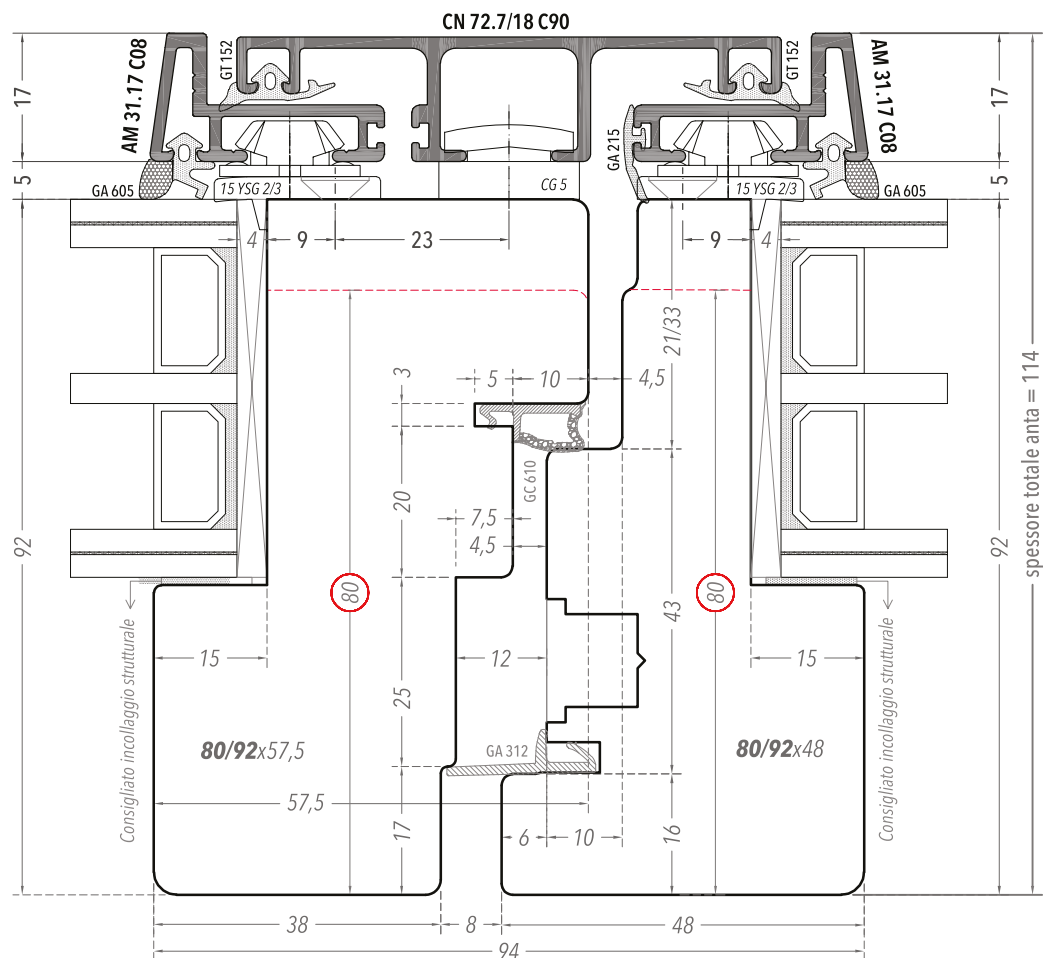 CN 72.7/18 C90
AM 31.17 C08
GT 152
GT 152
AM 31.17 C08
17
17
GA 215
5
5
GA 605
15 YSG 2/3
CG 5
15 YSG 2/3
GA 605
4
9
23
9
4
21/33
3
5
10
4,5
spessore totale anta = 114
20
GC 610
7,5
4,5
92
92
80
80
43
Consigliato incollaggio strutturale
Consigliato incollaggio strutturale
15
12
15
25
80/92x57,5
GA 312
80/92x48
57,5
17
6
10
16
38
8
48
94